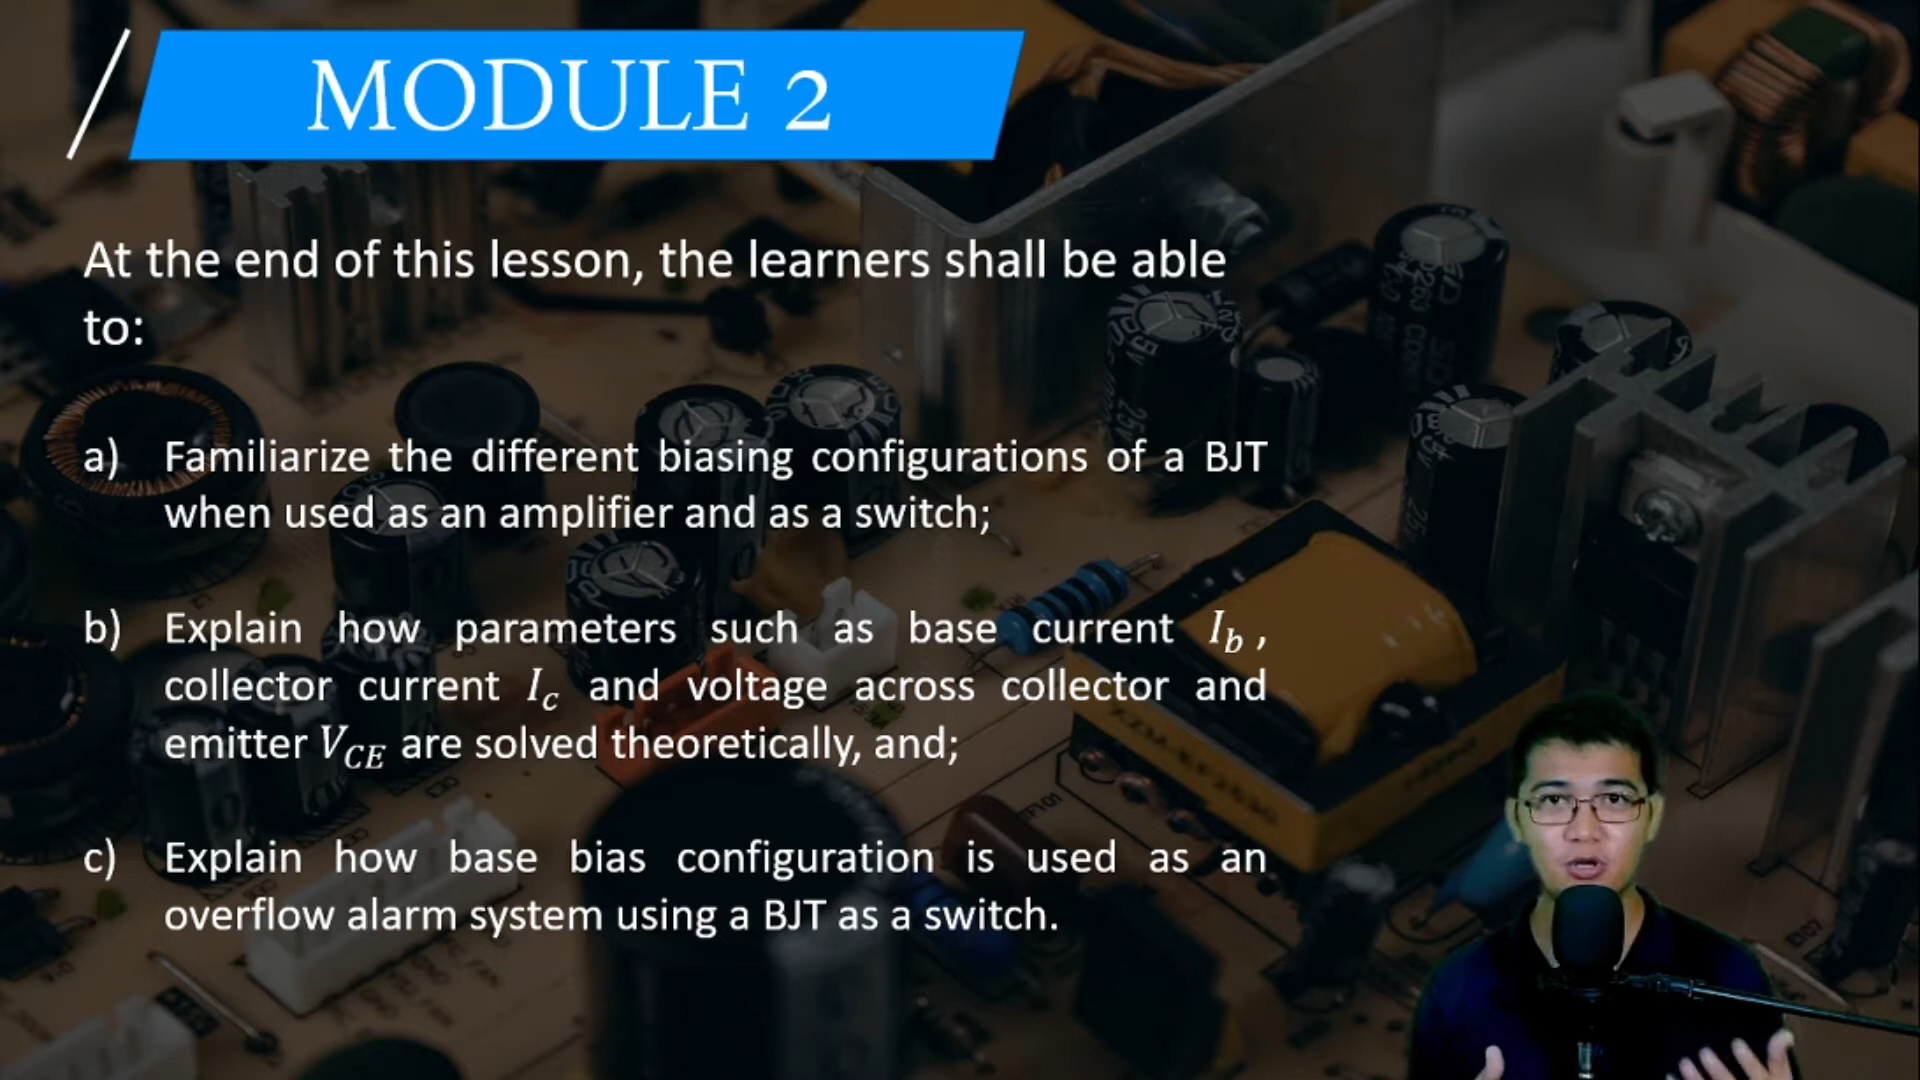 MODULE 2
At the end of this lesson, the learners shall be able
to:
a) Familiarize the different biasing configurations of a BJT
when used as an amplifier and as a switch;
b) Explain how parameters such as base current I_b ,
collector current I_c and voltage across collector and
emitter V_CE are solved theoretically, and;
c) Explain how base bias configuration is used as an
overflow alarm system using a BJT as a switch.